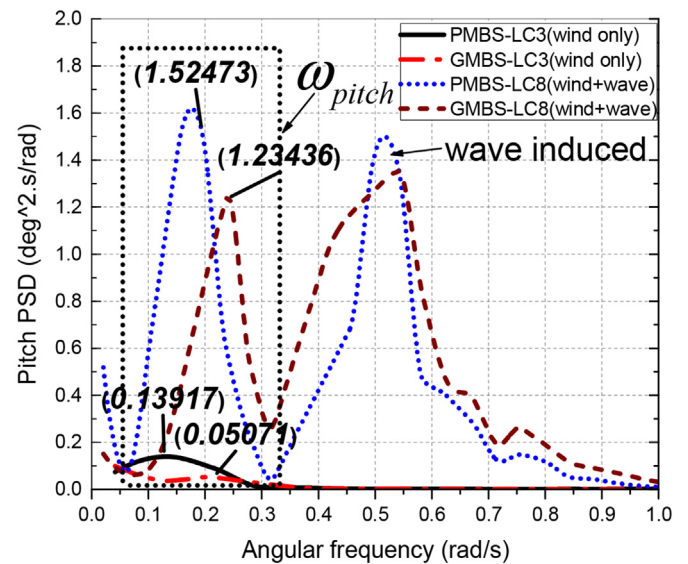 2.0
1.8
1.6
1.4
1.2
1.0
0.8
0.6
0.4
0.2
0.0
Pitch PSD (deg^2.s/rad)
PMBS-LC3(wind only)
GMBS-LC3(wind only)
PMBS-LC8(wind+wave)
GMBS-LC8(wind+wave)
(1.52473)
ωpitch
(1.23436)
wave induced
(0.13917)
(0.05071)
0.0 0.1 0.2 0.3 0.4 0.5 0.6 0.7 0.8 0.9 1.0
Angular frequency (rad/s)